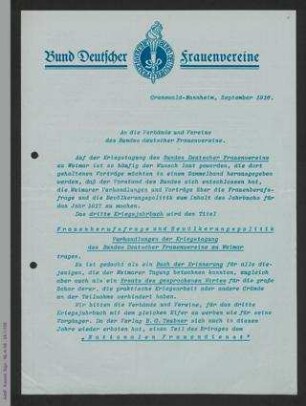 Bund Deutscher Frauenvereine
Grunewald-Mannheim, September 1916.
An die Verbände und Vereine
des Bundes deutscher Frauenvereine.
Auf der Kriegstagung des Bundes Deutscher Frauenvereine
zu Weimar ist so häufig der Wunsch laut geworden, die dort
gehaltenen Vorträge möchten in einem Sammelband herausgegeben
werden, daß der Vorstand des Bundes sich entschlossen hat,
die Weimarer Verhandlungen und Vorträge über die Frauenberufs-
frage und die Bevölkerungspolitik zum Inhalt des Jahrbuchs für
das Jahr 1917 zu machen.
Das dritte Kriegsjahrbuch wird den Titel
Frauenberufsfrage und Bevölkerungspolitik
Verhandlungen der Kriegstagung
des Bundes Deutscher Frauenvereine zu Weimar
tragen.
Es ist gedacht als ein Buch der Erinnerung für alle die-
jenigen, die der Weimarer Tagung beiwohnen konnten, zugleich
aber auch als ein Ersatz des gesprochenen Wortes für die große
Schar derer, die praktische Kriegsarbeit oder andere Gründe
an der Teilnahme verhindert haben.
Wir bitten die Verbände und Vereine, für das dritte
Kriegsjahrbuch mit dem gleichen Eifer zu werben wie für seine
Vorgänger. Da der Verlag B.G. Teubner sich auch in diesem
Jahre wieder erboten hat, einen Teil des Ertrages dem
„Nationalen Frauendienst"